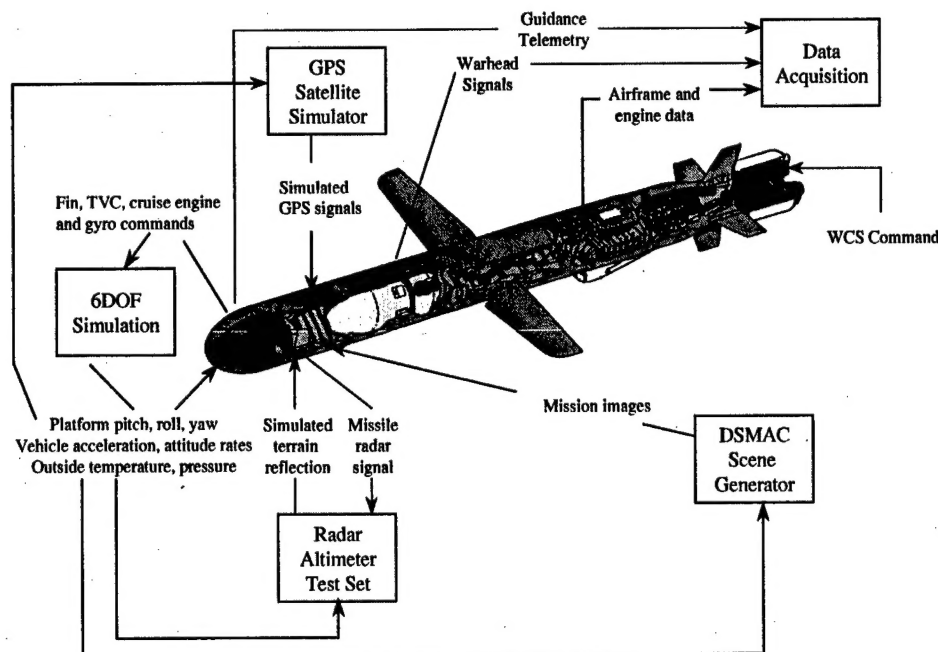 Guidance
Telemetry
Data
Acquisition
GPS
Satellite
Simulator
Warhead
Signals
Airframe and
engine data
Simulated
GPS signals
Fin, TVC, cruise engine
and gyro commands
WCS Command
6DOF
Simulation
Platform pitch, roll, yaw
Vehicle acceleration, attitude rates
Outside temperature, pressure
Simulated
terrain
reflection
Missile
radar
signal
Mission images
DSMAC
Scene
Generator
Radar
Altimeter
Test Set